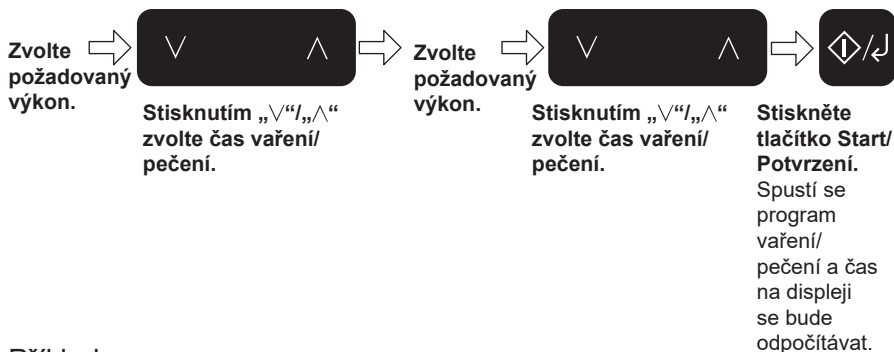 Zvolte
požadovaný
výkon.
Stisknutím „∨“/„∧“
zvolte čas vaření/
pečení.
Zvolte
požadovaný
výkon.
Stisknutím „∨“/„∧“
zvolte čas vaření/
pečení.
Stiskněte
tlačítko Start/
Potvrzení.
Spustí se
program
vaření/
pečení a čas
na displeji
se bude
odpočítávat.